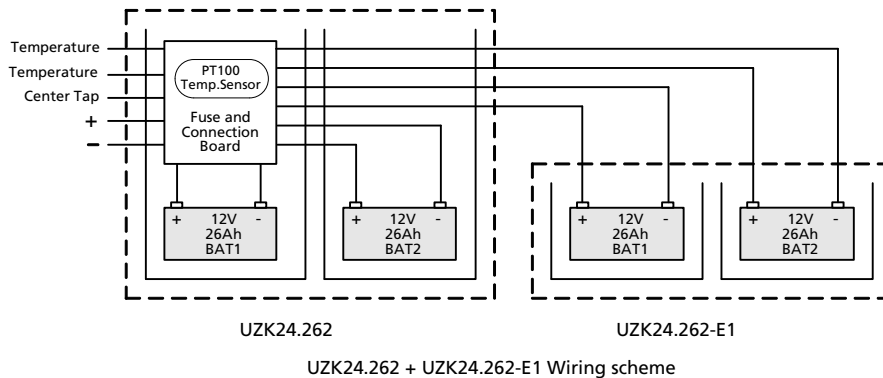 Temperature
Temperature
Center Tap
+
−
PT100
Temp.Sensor
Fuse and
Connection
Board
+ 12V -
26Ah
BAT1
+ 12V -
26Ah
BAT2
+ 12V -
26Ah
BAT1
+ 12V -
26Ah
BAT2
UZK24.262
UZK24.262-E1
UZK24.262 + UZK24.262-E1 Wiring scheme